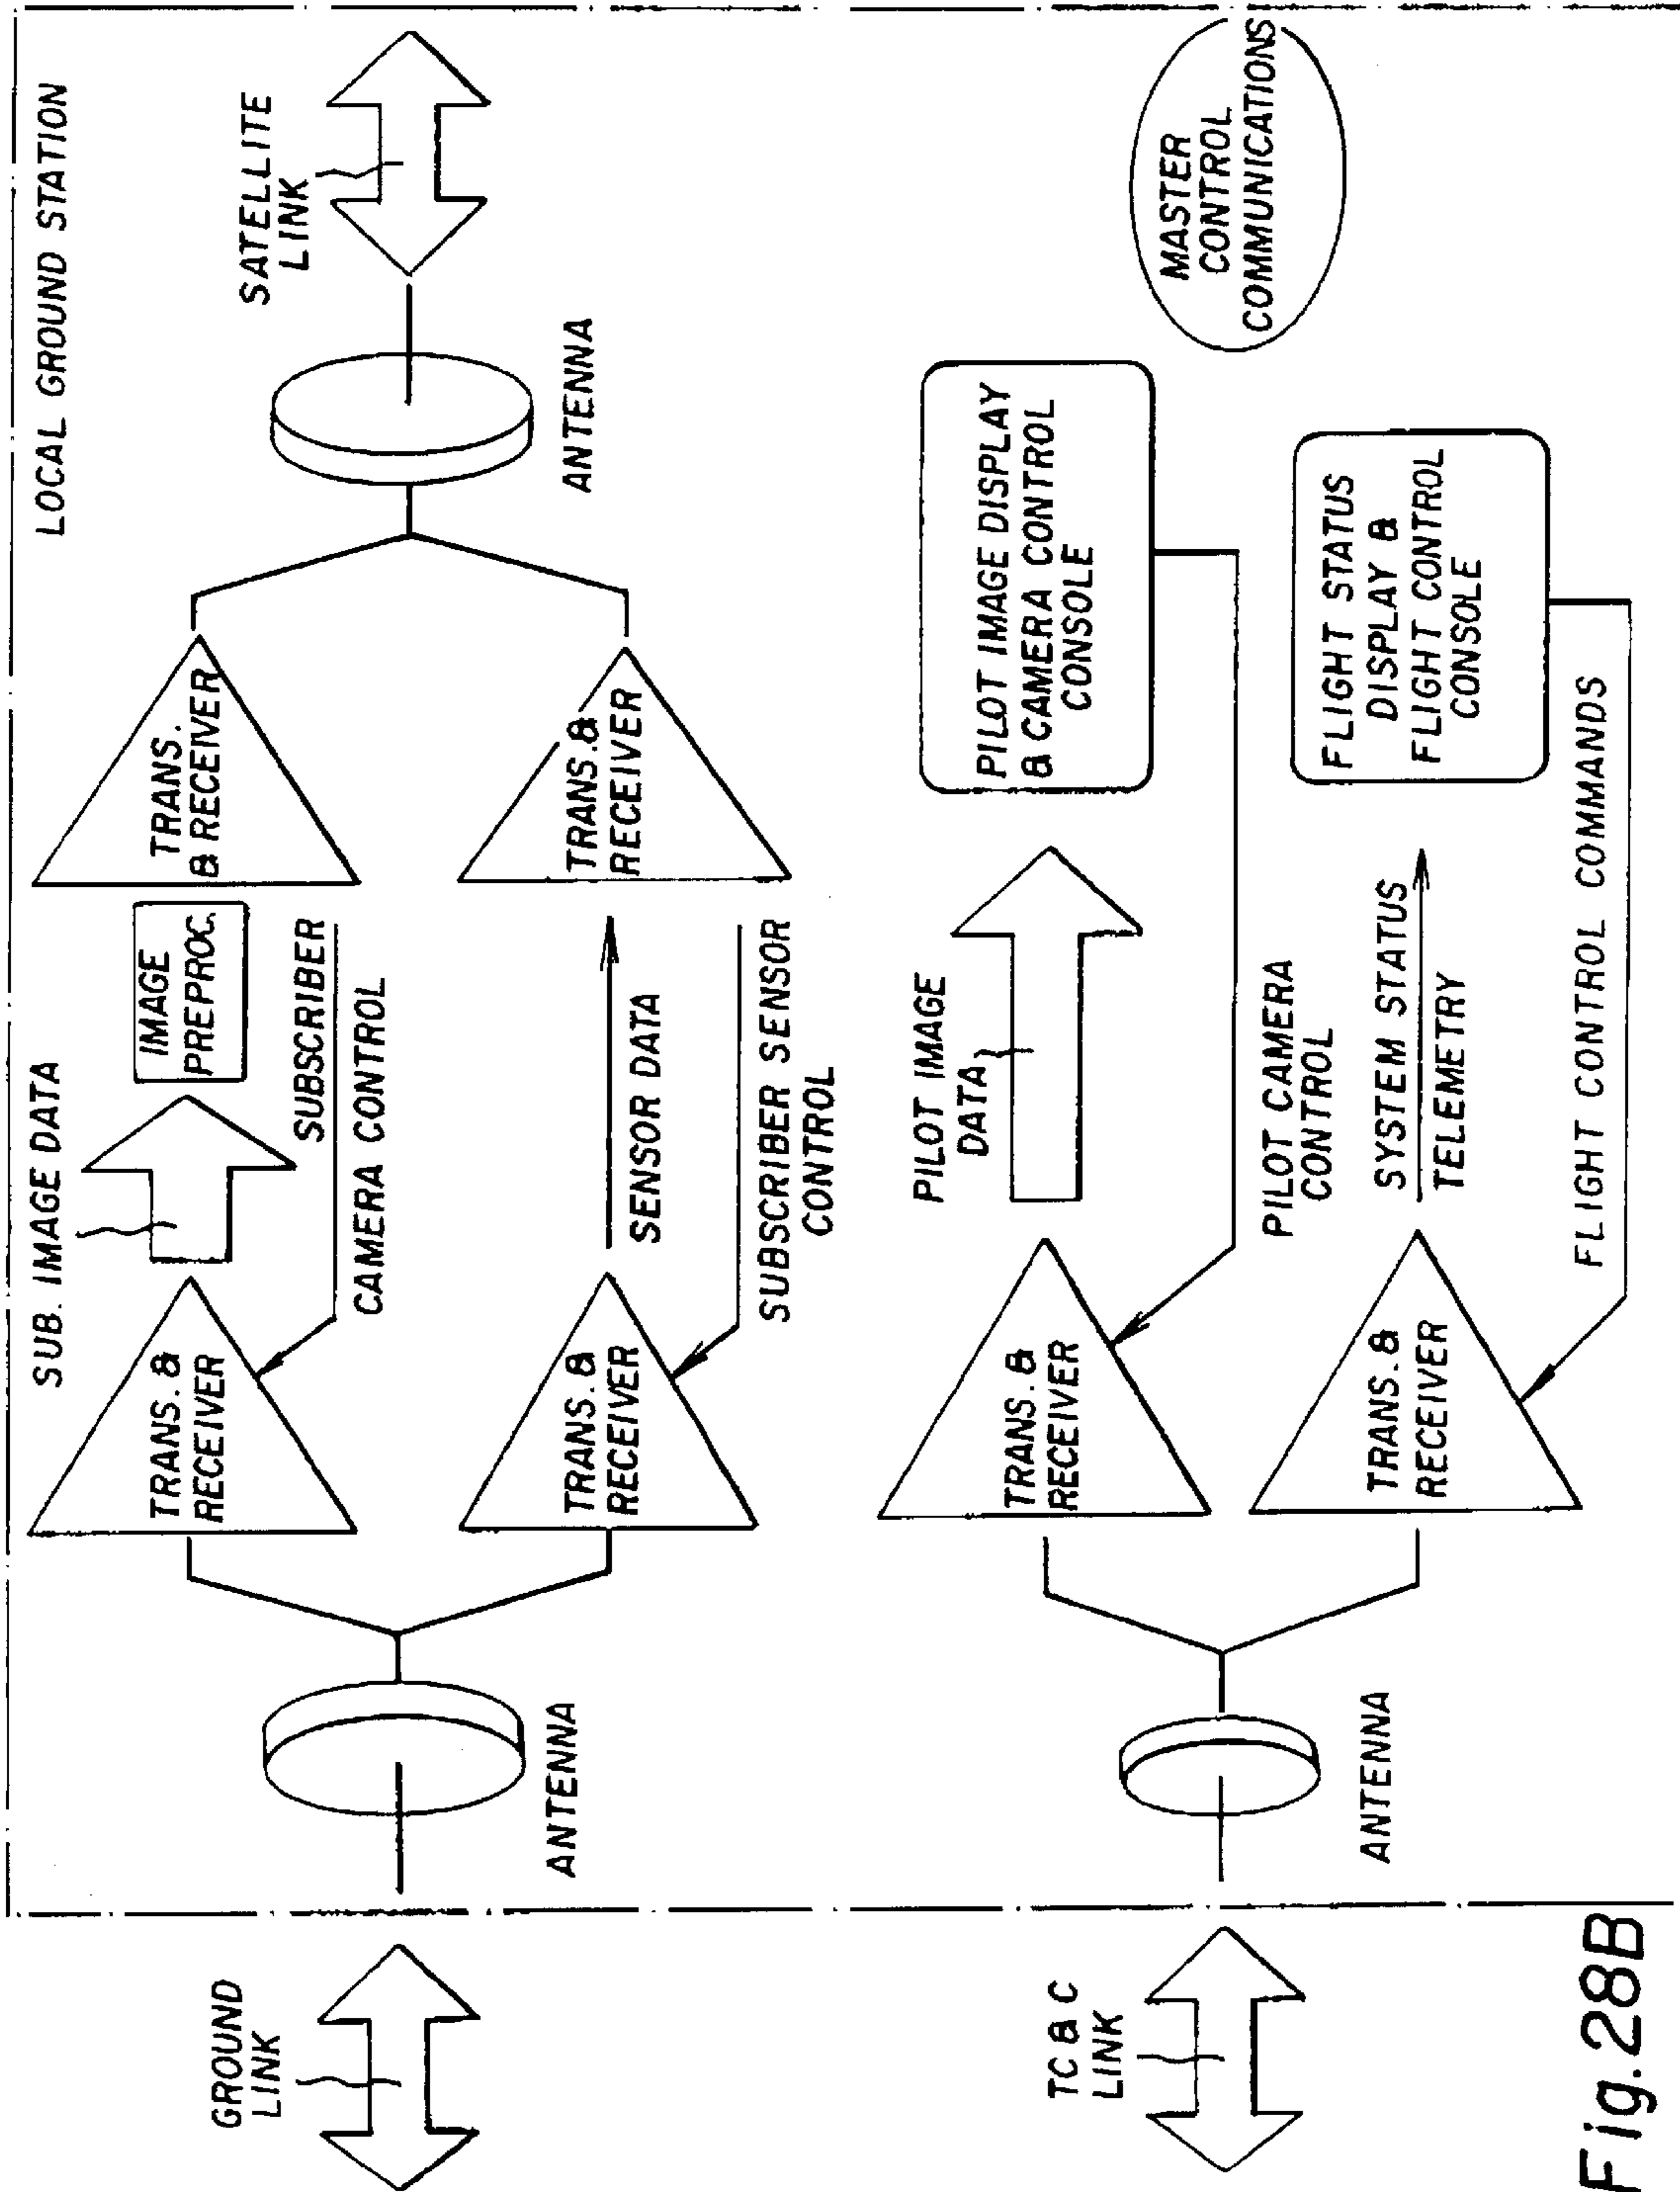 LOCAL GROUND STATION
SUB. IMAGE DATA
GROUND
LINK
TRANS. &
RECEIVER
IMAGE
PREPROC.
SUBSCRIBER
CAMERA CONTROL
TRANS.
& RECEIVER
SATELLITE
LINK
ANTENNA
TRANS. &
RECEIVER
SENSOR DATA
SUBSCRIBER SENSOR
CONTROL
TRANS. &
RECEIVER
ANTENNA
TC & C
LINK
ANTENNA
TRANS. &
RECEIVER
PILOT IMAGE
DATA
PILOT IMAGE DISPLAY
& CAMERA CONTROL
CONSOLE
PILOT CAMERA
CONTROL
MASTER
CONTROL
COMMUNICATIONS
TRANS. &
RECEIVER
SYSTEM STATUS
TELEMETRY
FLIGHT STATUS
DISPLAY &
FLIGHT CONTROL
CONSOLE
FLIGHT CONTROL COMMANDS
Fig. 28B